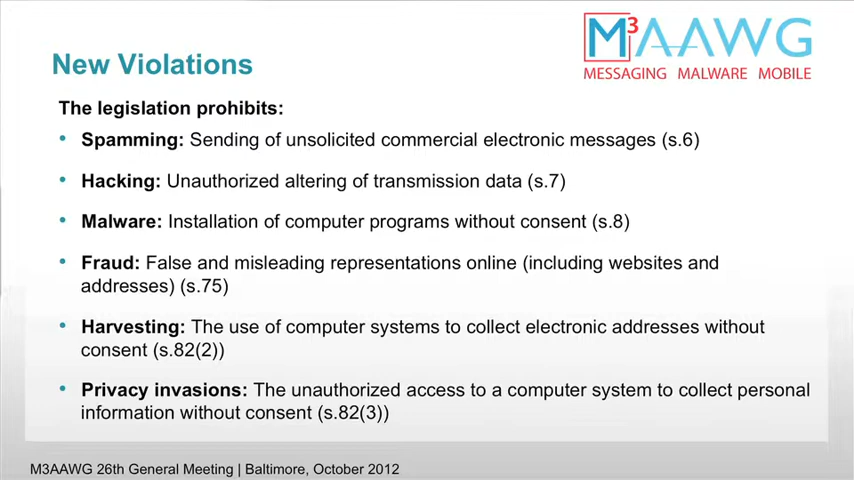 M3AAWG
MESSAGING MALWARE MOBILE
New Violations
The legislation prohibits:
• Spamming: Sending of unsolicited commercial electronic messages (s.6)
• Hacking: Unauthorized altering of transmission data (s.7)
• Malware: Installation of computer programs without consent (s.8)
• Fraud: False and misleading representations online (including websites and
addresses) (s.75)
• Harvesting: The use of computer systems to collect electronic addresses without
consent (s.82(2))
• Privacy invasions: The unauthorized access to a computer system to collect personal
information without consent (s.82(3))
M3AAWG 26th General Meeting | Baltimore, October 2012